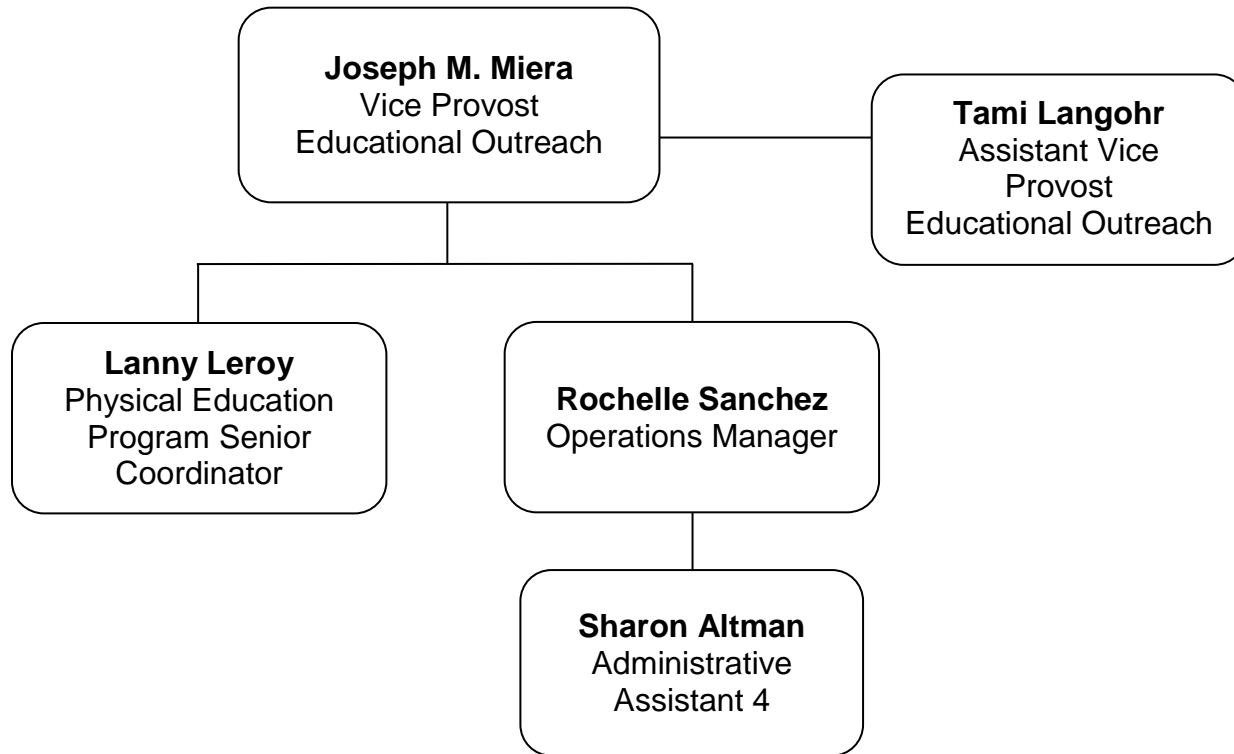 Joseph M. Miera
Vice Provost
Educational Outreach
Tami Langohr
Assistant Vice
Provost
Educational Outreach
Lanny Leroy
Physical Education
Program Senior
Coordinator
Rochelle Sanchez
Operations Manager
Sharon Altman
Administrative
Assistant 4